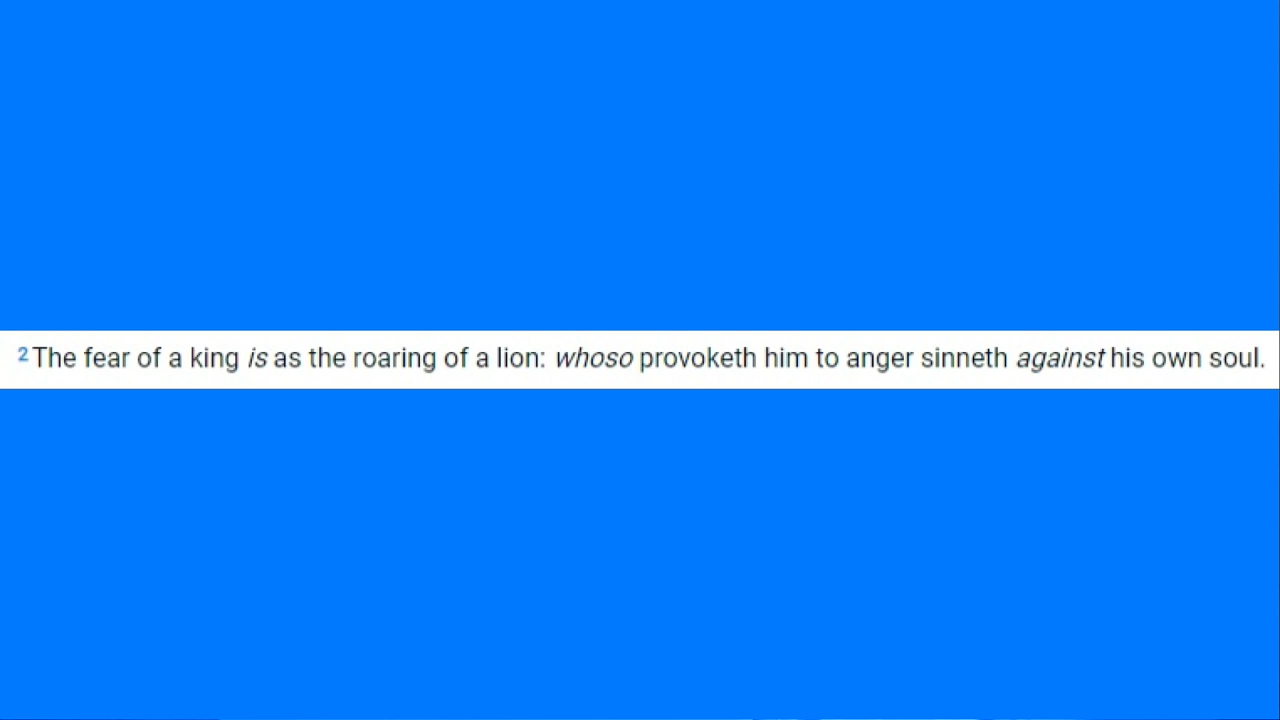 2 The fear of a king is as the roaring of a lion: whoso provoketh him to anger sinneth against his own soul.